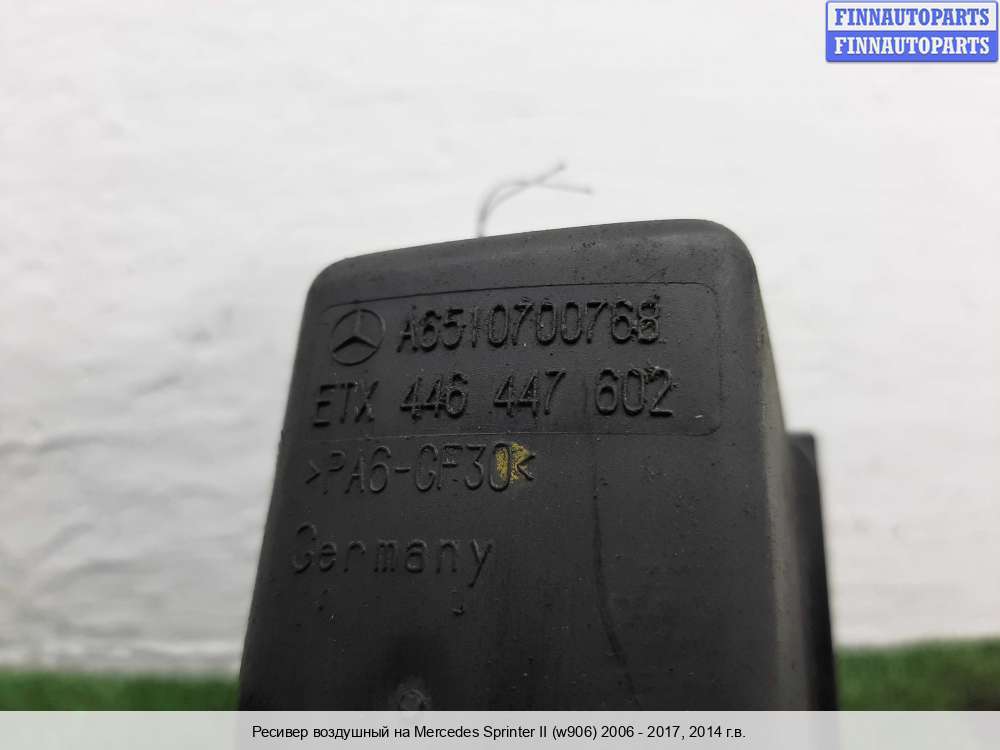 FINNAUTOPARTS
FINNAUTOPARTS
A6510700768
ETX 446 447 602
>PA6-CF30<
Germany
Ресивер воздушный на Mercedes Sprinter II (w906) 2006 - 2017, 2014 г.в.